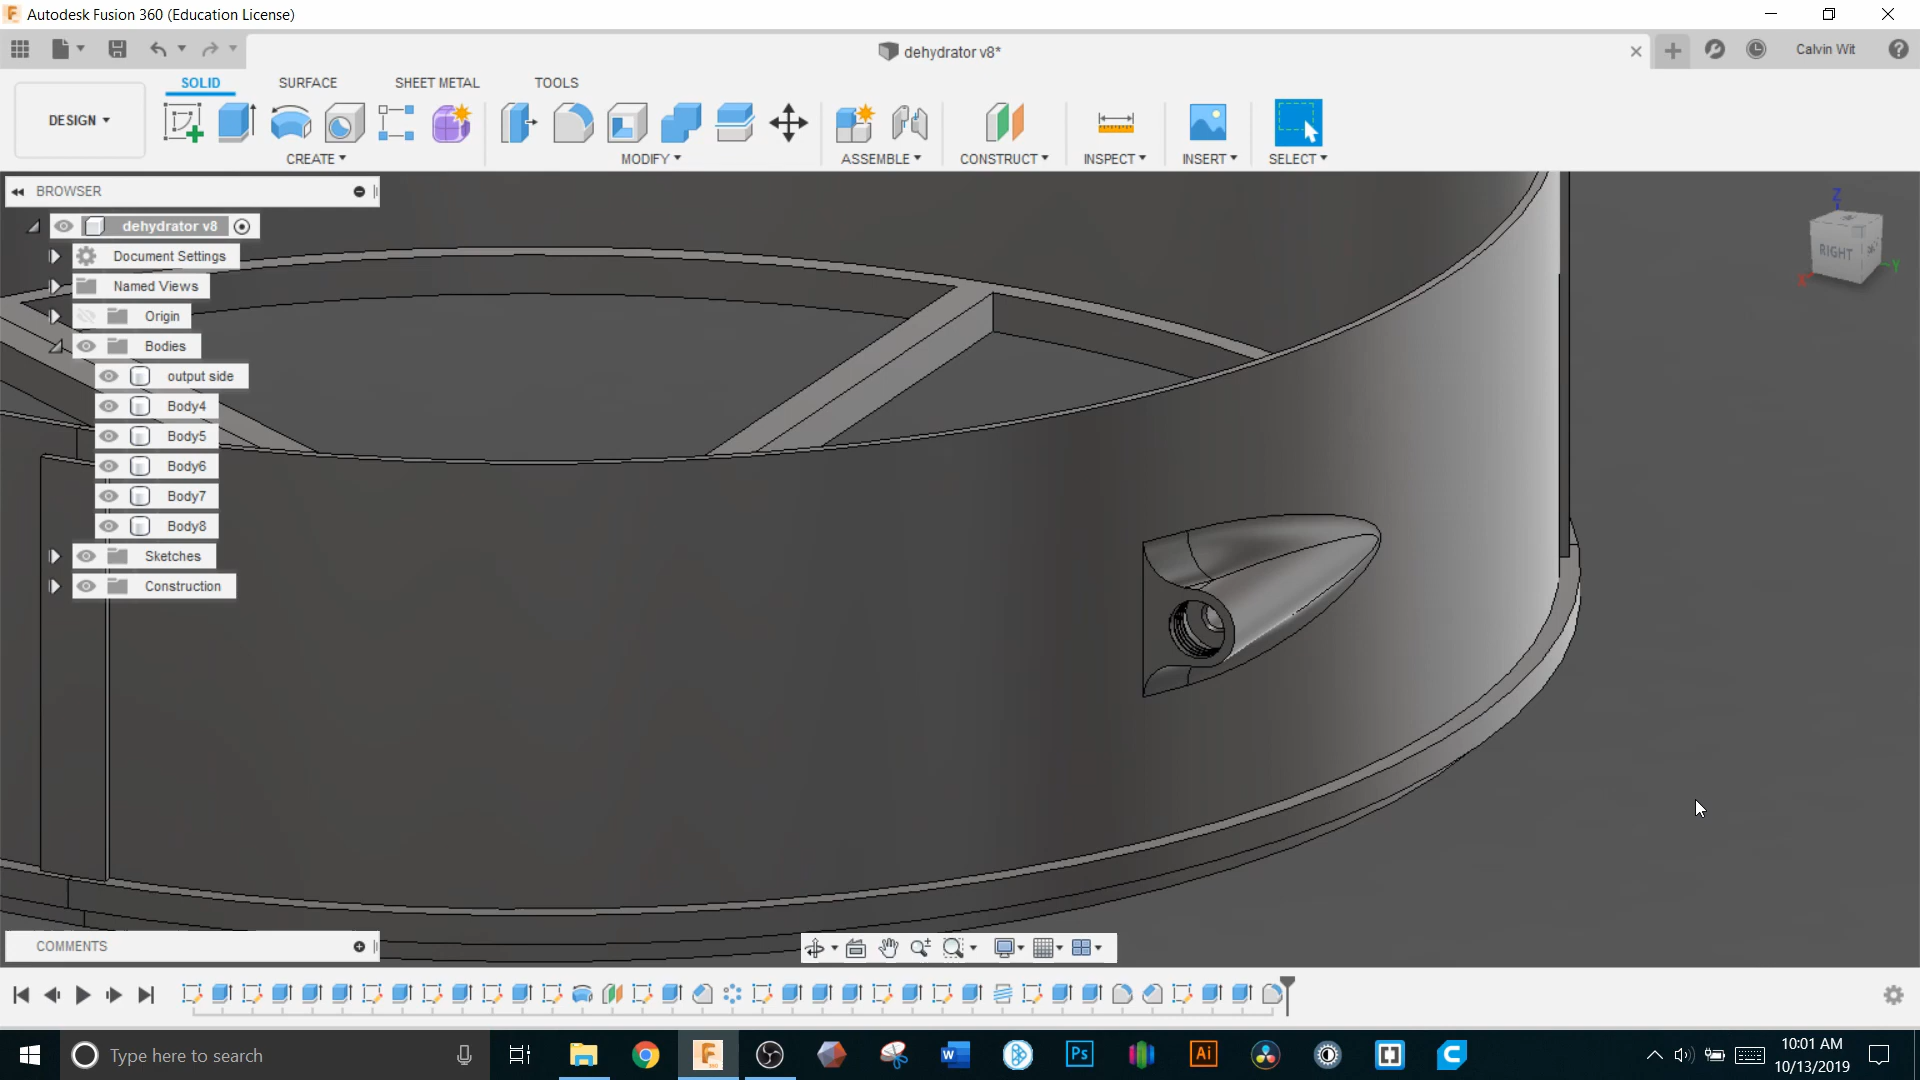 Autodesk Fusion 360 (Education License)
dehydrator v8*
Calvin Wit
DESIGN
SOLID
SURFACE
SHEET METAL
TOOLS
CREATE
MODIFY
ASSEMBLE
CONSTRUCT
INSPECT
INSERT
SELECT
BROWSER
dehydrator v8
Document Settings
Named Views
Origin
Bodies
output side
Body4
Body5
Body6
Body7
Body8
Sketches
Construction
Z
RIGHT
X
Y
COMMENTS
Type here to search
W
Ps
Ai
10:01 AM
10/13/2019